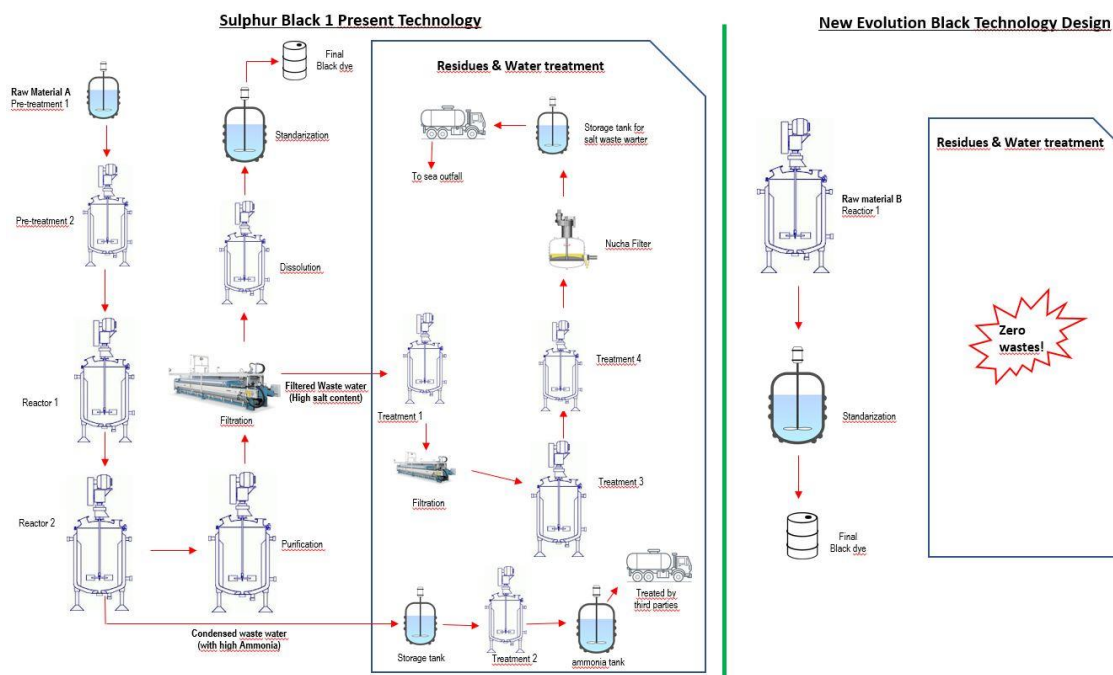 Sulphur Black 1 Present Technology
Raw Material A
Pre-treatment 1
Pre-treatment 2
Reactor 1
Reactor 2
Purification
Filtration
Dissolution
Standarization
Final
Black dye
Filtered Waste water
(High salt content)
Condensed waste water
(with high Ammonia)
Residues & Water treatment
Treatment 1
Filtration
Treatment 3
Treatment 4
Nucha Filter
Storage tank for
salt waste warter
To sea outfall
Storage tank
Treatment 2
ammonia tank
Treated by
third parties
New Evolution Black Technology Design
Raw material B
Reactior 1
Standarization
Final
Black dye
Residues & Water treatment
Zero
wastes!